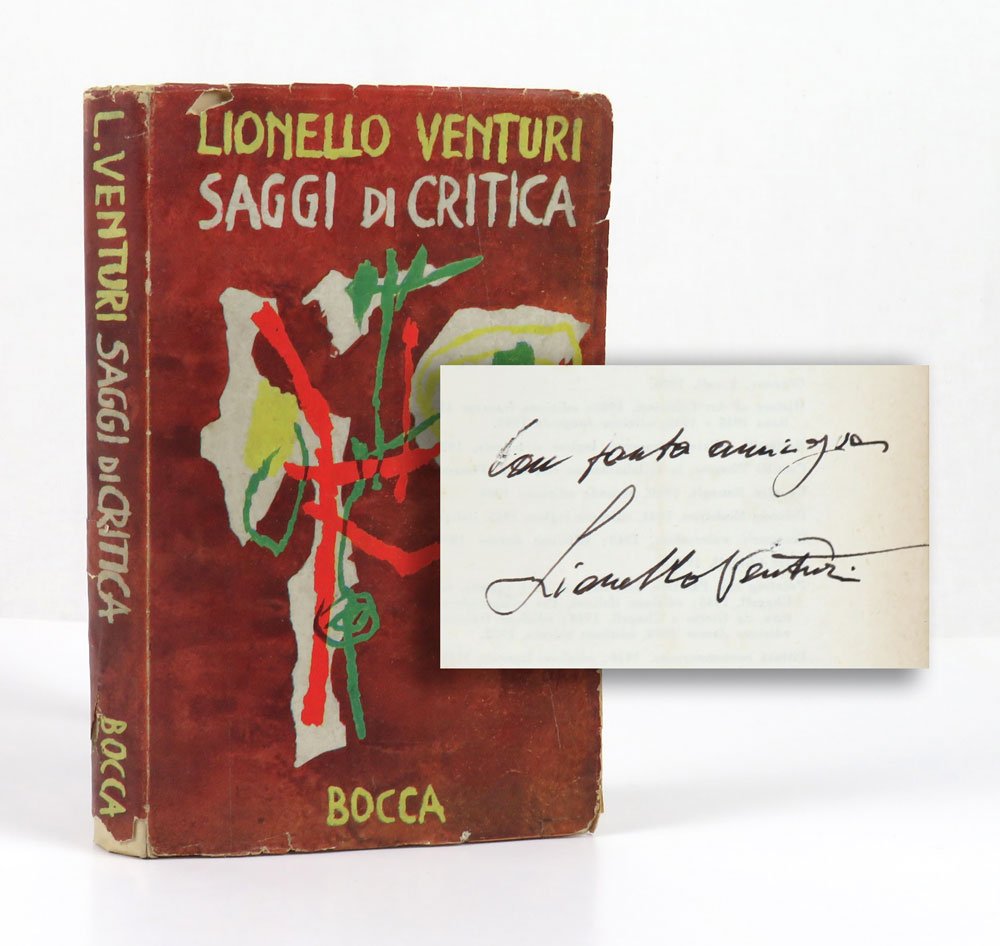 LIONELLO VENTURI
SAGGI DI CRITICA
BOCCA
L. VENTURI SAGGI DI CRITICA
BOCCA
Con tanta amicizia
Lionello Venturi